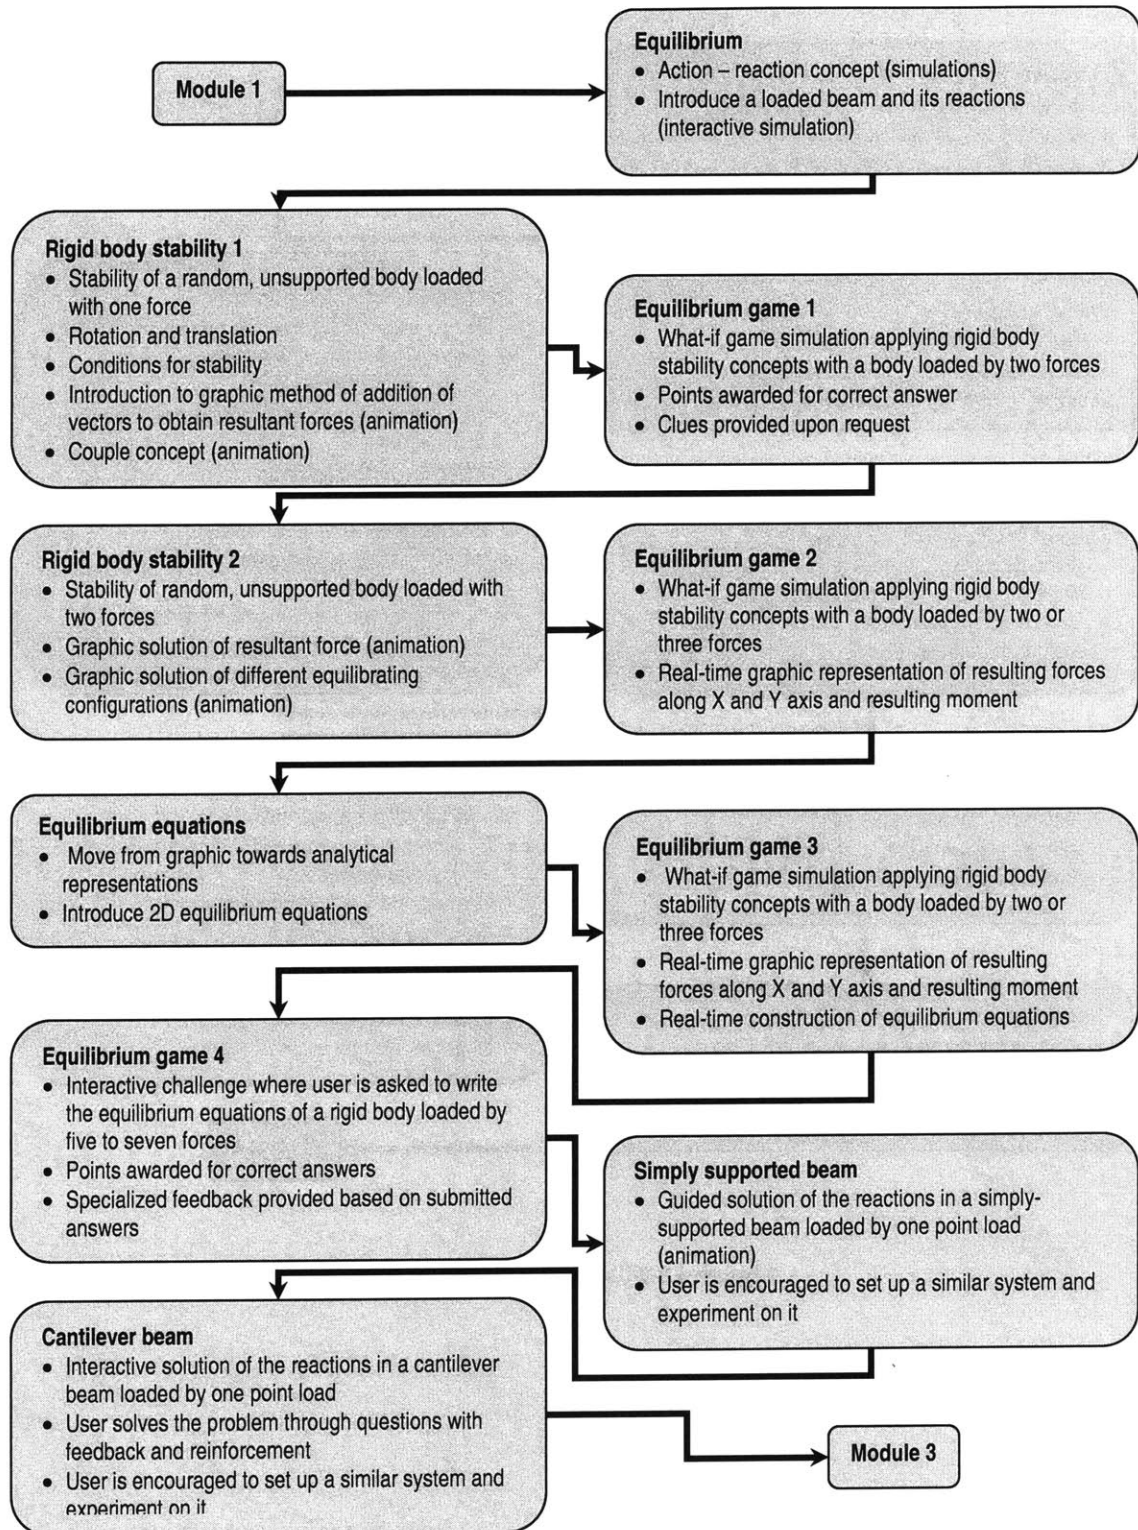 Module 1
Equilibrium
• Action – reaction concept (simulations)
• Introduce a loaded beam and its reactions
(interactive simulation)
Rigid body stability 1
• Stability of a random, unsupported body loaded
with one force
• Rotation and translation
• Conditions for stability
• Introduction to graphic method of addition of
vectors to obtain resultant forces (animation)
• Couple concept (animation)
Equilibrium game 1
• What-if game simulation applying rigid body
stability concepts with a body loaded by two forces
• Points awarded for correct answer
• Clues provided upon request
Rigid body stability 2
• Stability of random, unsupported body loaded with
two forces
• Graphic solution of resultant force (animation)
• Graphic solution of different equilibrating
configurations (animation)
Equilibrium game 2
• What-if game simulation applying rigid body
stability concepts with a body loaded by two or
three forces
• Real-time graphic representation of resulting forces
along X and Y axis and resulting moment
Equilibrium equations
• Move from graphic towards analytical
representations
• Introduce 2D equilibrium equations
Equilibrium game 3
• What-if game simulation applying rigid body
stability concepts with a body loaded by two or
three forces
• Real-time graphic representation of resulting
forces along X and Y axis and resulting moment
• Real-time construction of equilibrium equations
Equilibrium game 4
• Interactive challenge where user is asked to write
the equilibrium equations of a rigid body loaded by
five to seven forces
• Points awarded for correct answers
• Specialized feedback provided based on submitted
answers
Simply supported beam
• Guided solution of the reactions in a simply-
supported beam loaded by one point load
(animation)
• User is encouraged to set up a similar system and
experiment on it
Cantilever beam
• Interactive solution of the reactions in a cantilever
beam loaded by one point load
• User solves the problem through questions with
feedback and reinforcement
• User is encouraged to set up a similar system and
experiment on it
Module 3